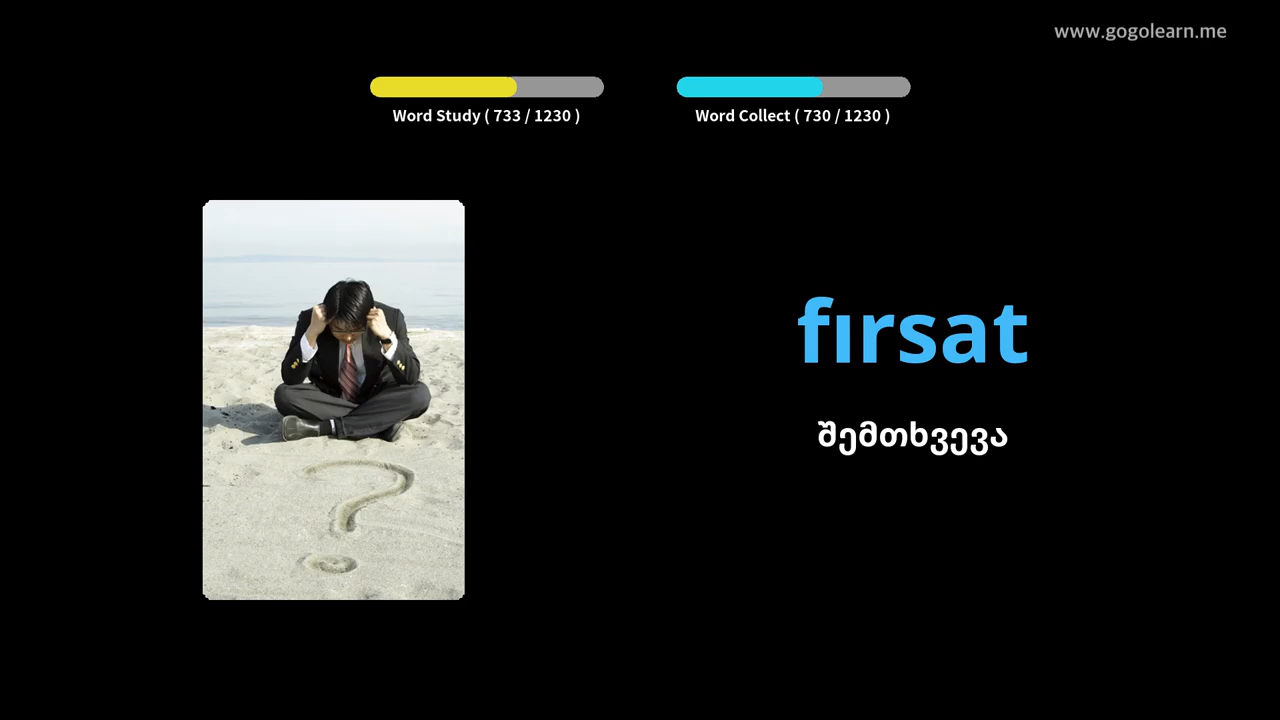 www.gogolearn.me
Word Study ( 733 / 1230 )
Word Collect ( 730 / 1230 )
fırsat
შემთხვევა
?